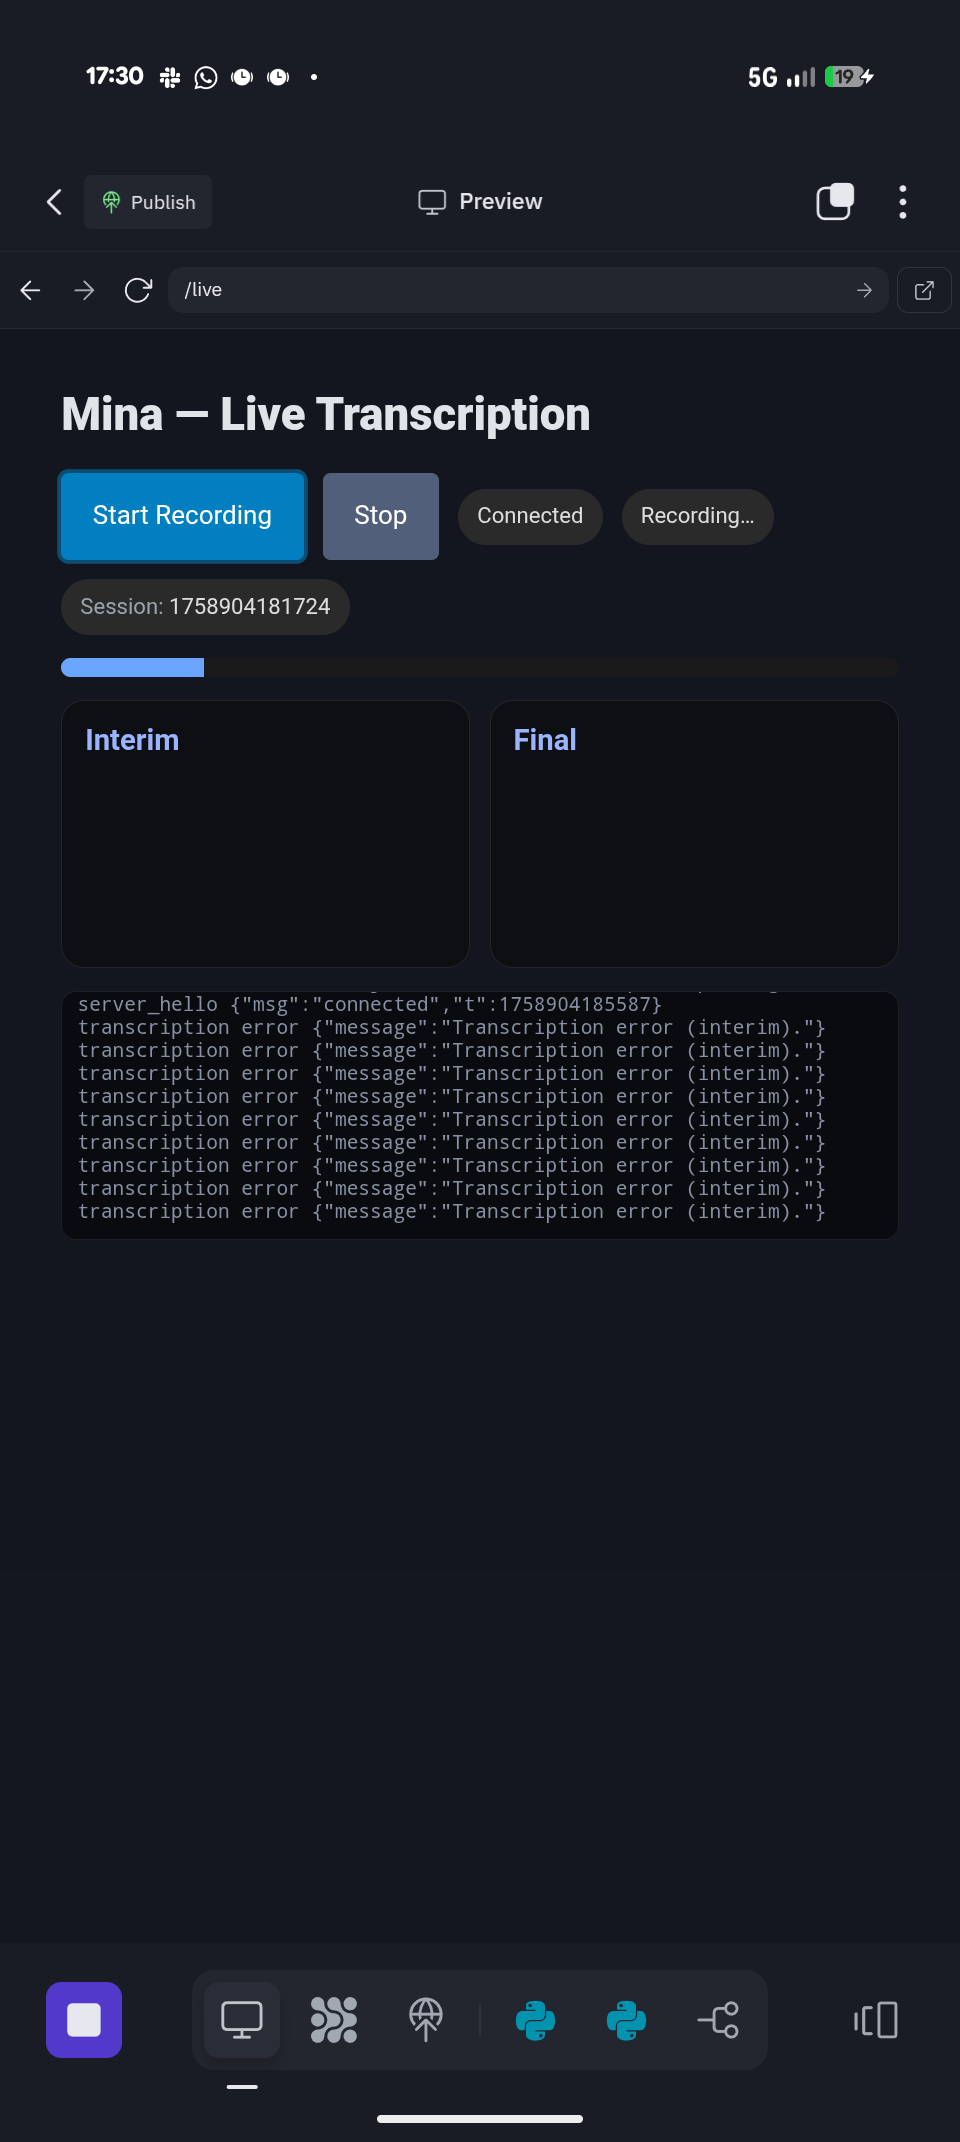 17:30
5G
19
Publish
Preview
/live
Mina — Live Transcription
Start Recording
Stop
Connected
Recording...
Session: 1758904181724
Interim
Final
server_hello {"msg":"connected","t":1758904185587}
transcription error {"message":"Transcription error (interim)."}
transcription error {"message":"Transcription error (interim)."}
transcription error {"message":"Transcription error (interim)."}
transcription error {"message":"Transcription error (interim)."}
transcription error {"message":"Transcription error (interim)."}
transcription error {"message":"Transcription error (interim)."}
transcription error {"message":"Transcription error (interim)."}
transcription error {"message":"Transcription error (interim)."}
transcription error {"message":"Transcription error (interim)."}